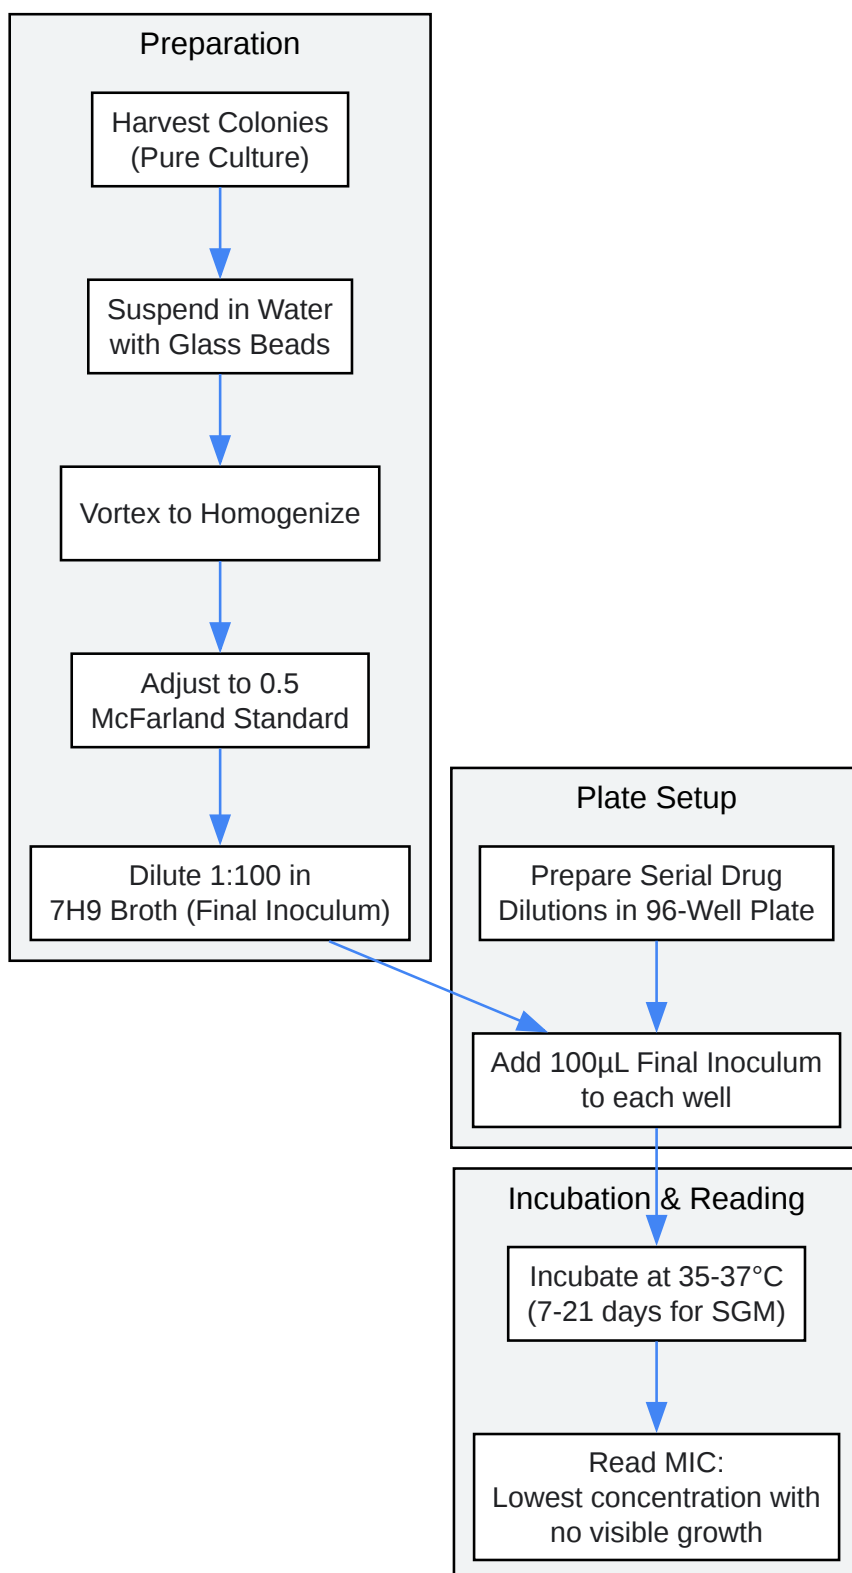 Preparation
Harvest Colonies
(Pure Culture)
Suspend in Water
with Glass Beads
Vortex to Homogenize
Adjust to 0.5
McFarland Standard
Dilute 1:100 in
7H9 Broth (Final Inoculum)
Plate Setup
Prepare Serial Drug
Dilutions in 96-Well Plate
Add 100µL Final Inoculum
to each well
Incubation & Reading
Incubate at 35-37°C
(7-21 days for SGM)
Read MIC:
Lowest concentration with
no visible growth